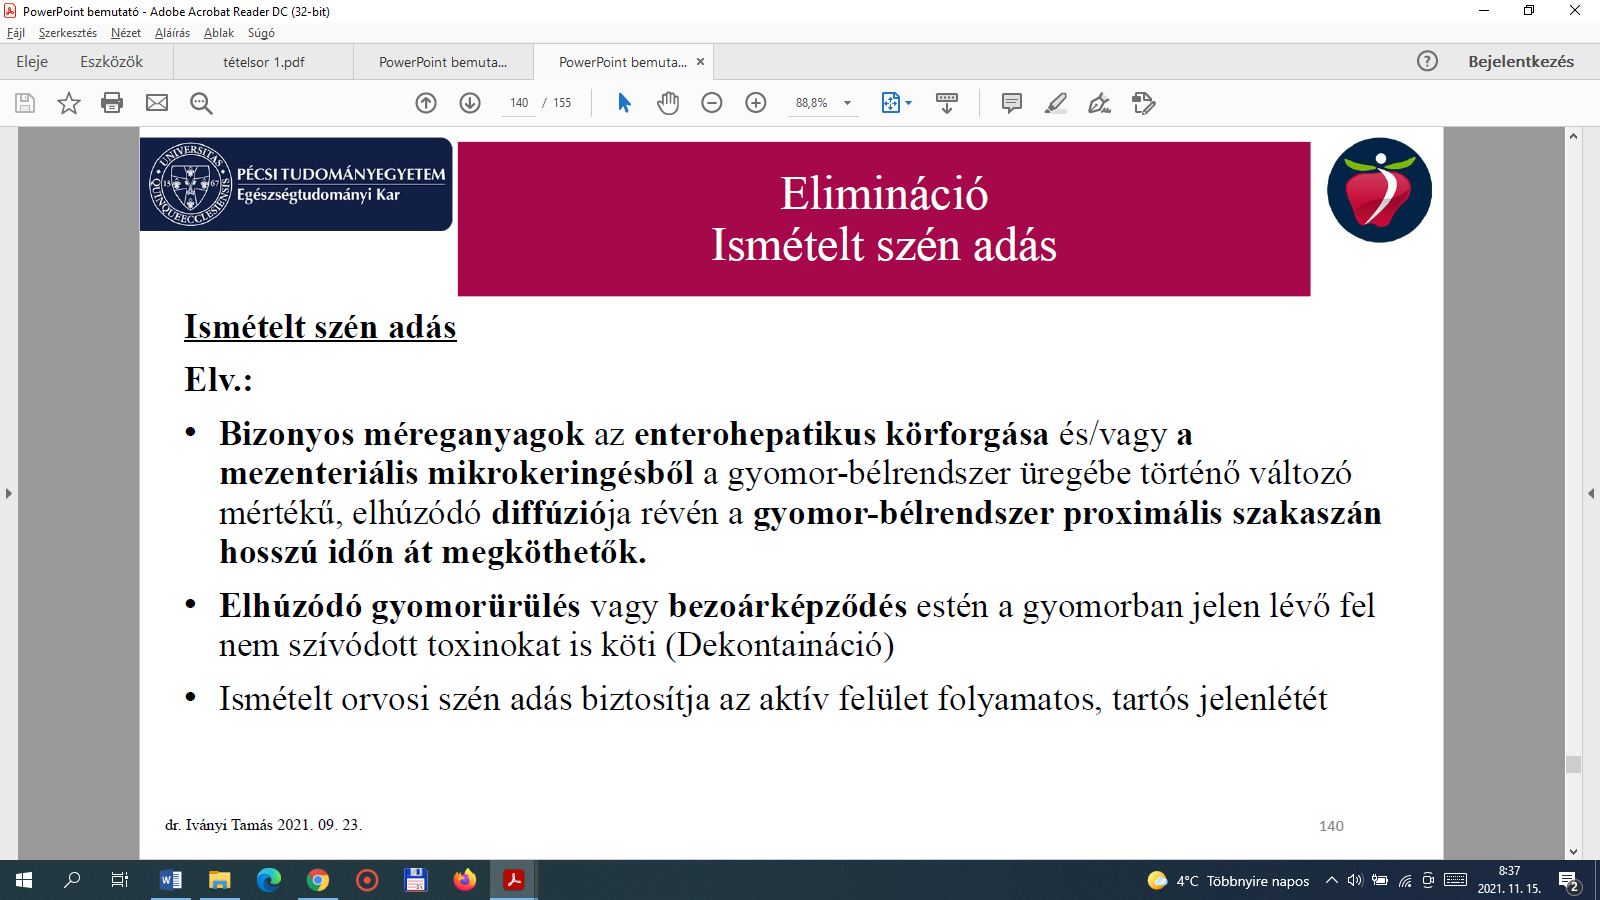 PowerPoint bemutató - Adobe Acrobat Reader DC (32-bit)
Fájl Szerkesztés Nézet Aláírás Ablak Súgó
Eleje Eszközök tételsor 1.pdf PowerPoint bemuta... PowerPoint bemuta... × Bejelentkezés
140 / 155 88,8%
UNIVERSITAS QUINQUEECCLESIENSIS
13 67
PÉCSI TUDOMÁNYEGYETEM
Egészségtudományi Kar
Elimináció
Ismételt szén adás
Ismételt szén adás
Elv.:
• Bizonyos méreganyagok az enterohepatikus körforgása és/vagy a
mezenteriális mikrokeringésből a gyomor-bélrendszer üregébe történő változó
mértékű, elhúzódó diffúziója révén a gyomor-bélrendszer proximális szakaszán
hosszú időn át megköthetők.
• Elhúzódó gyomorürülés vagy bezoárképződés estén a gyomorban jelen lévő fel
nem szívódott toxinokat is köti (Dekontaináció)
• Ismételt orvosi szén adás biztosítja az aktív felület folyamatos, tartós jelenlétét
dr. Iványi Tamás 2021. 09. 23.
140
4°C Többnyire napos
8:37
2021. 11. 15.
2